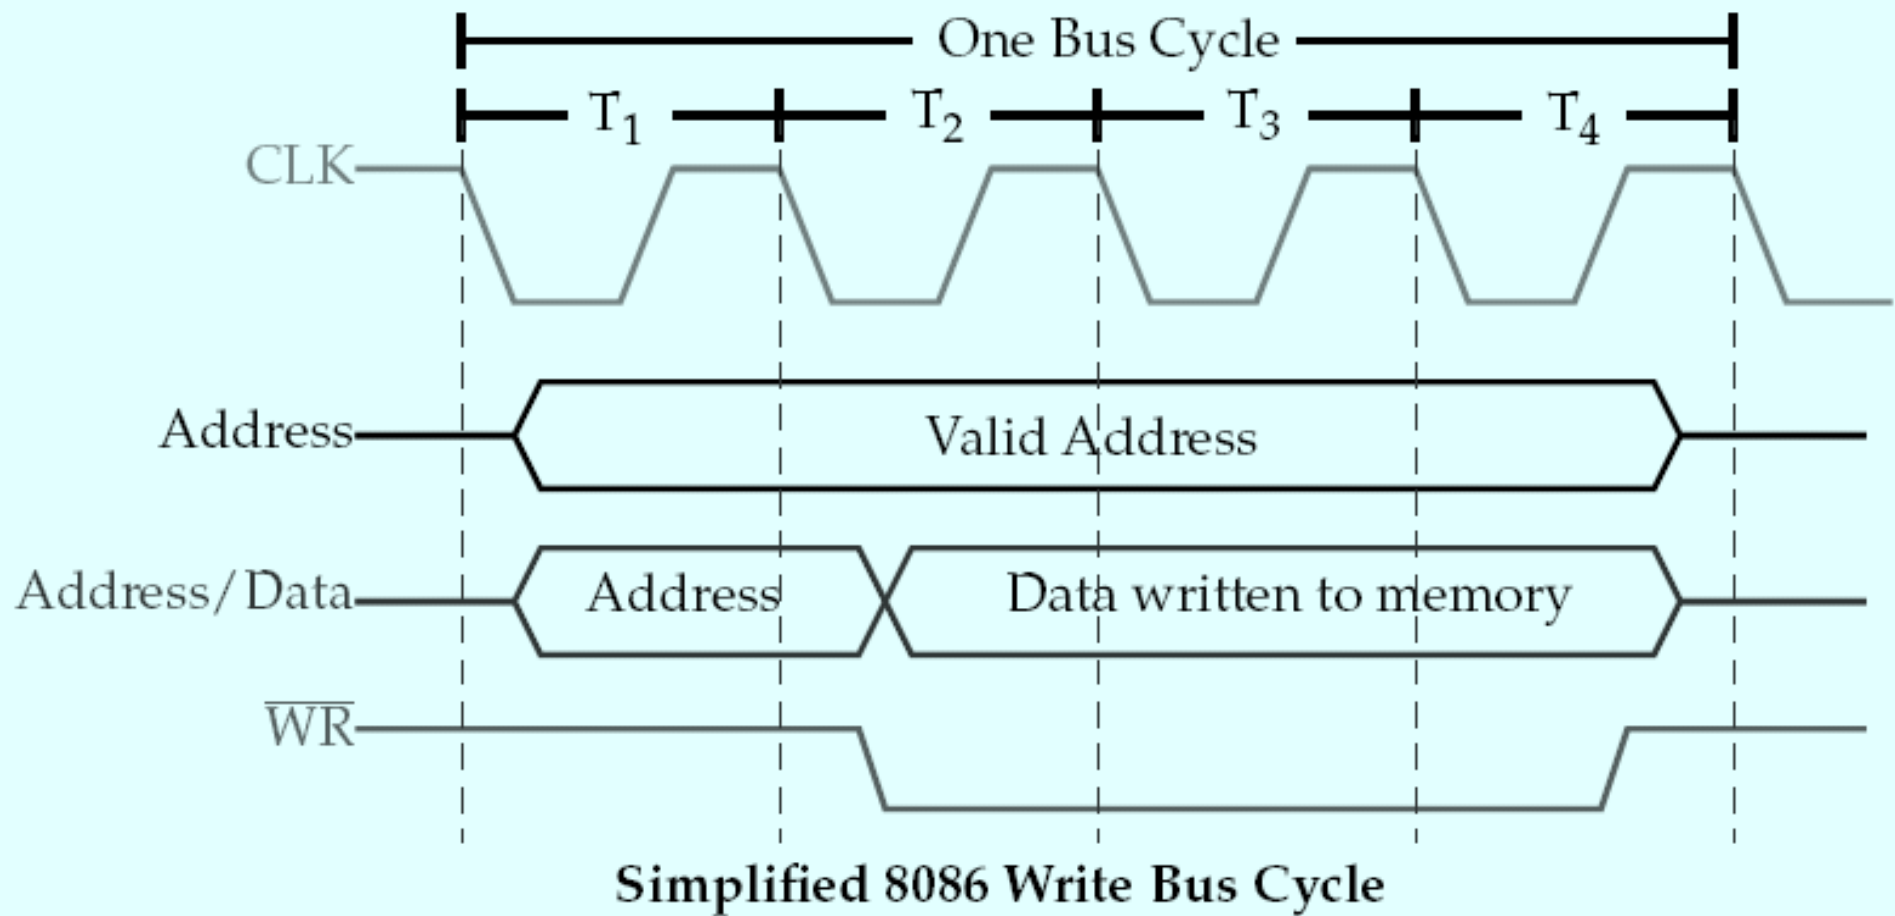 One Bus Cycle
T1 T2 T3 T4
CLK
Address Valid Address
Address/Data Address Data written to memory
W̅R̅
Simplified 8086 Write Bus Cycle